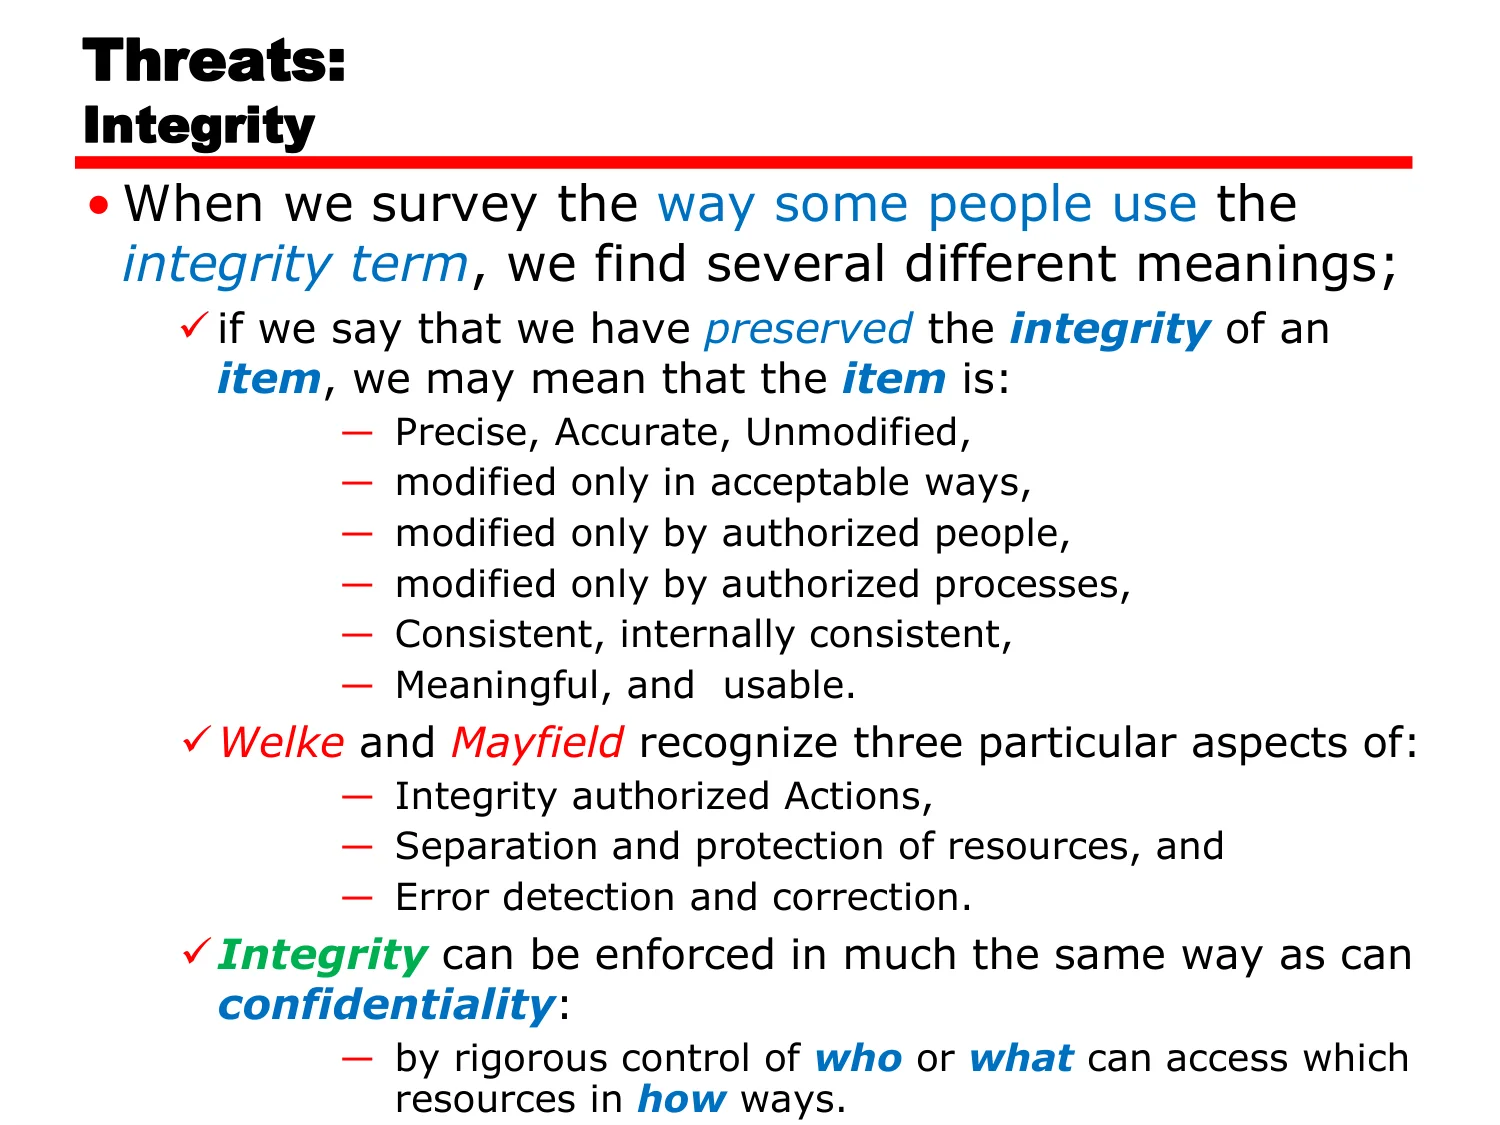 Threats:
Integrity
• When we survey the way some people use the
integrity term, we find several different meanings;
✓ if we say that we have preserved the integrity of an
item, we may mean that the item is:
— Precise, Accurate, Unmodified,
— modified only in acceptable ways,
— modified only by authorized people,
— modified only by authorized processes,
— Consistent, internally consistent,
— Meaningful, and  usable.
✓ Welke and Mayfield recognize three particular aspects of:
— Integrity authorized Actions,
— Separation and protection of resources, and
— Error detection and correction.
✓ Integrity can be enforced in much the same way as can
confidentiality:
— by rigorous control of who or what can access which
resources in how ways.